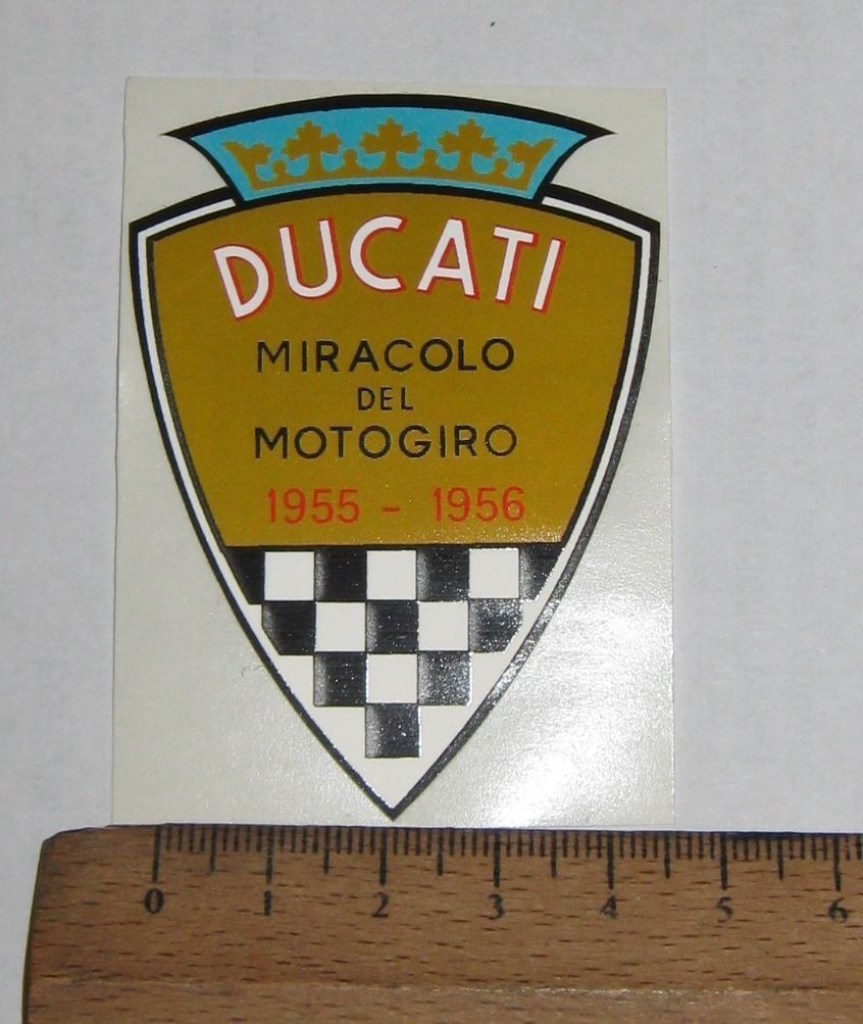 DUCATI
MIRACOLO
DEL
MOTOGIRO
1955 - 1956
0 1 2 3 4 5 6